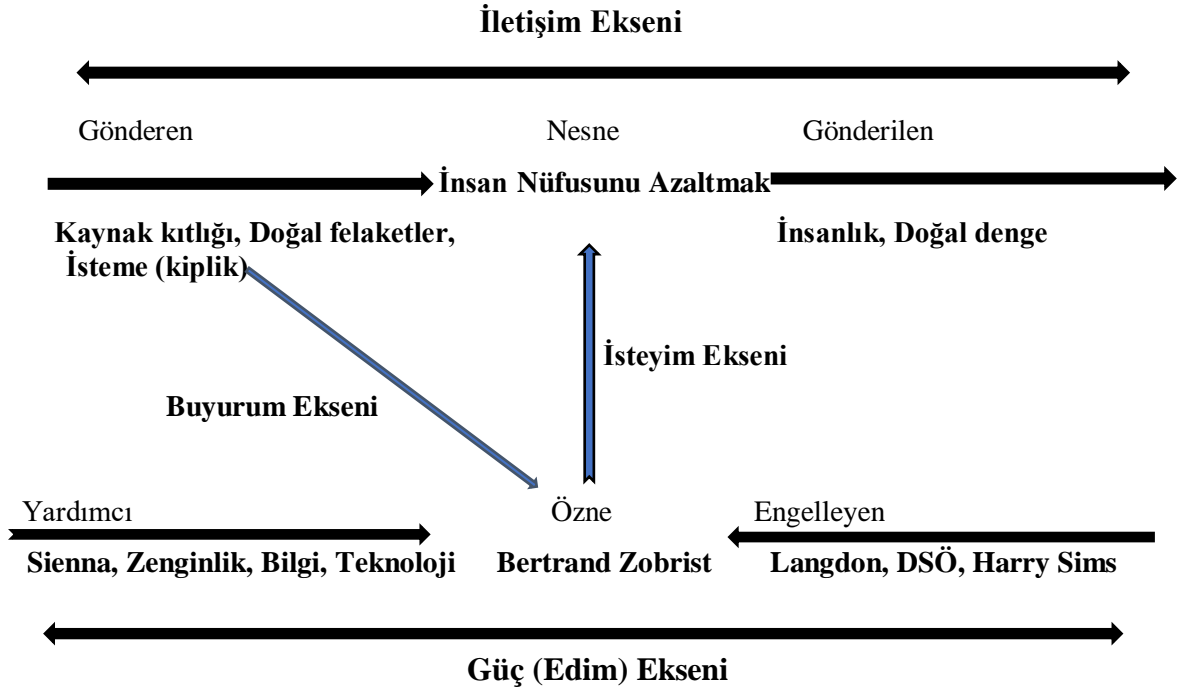 İletişim Ekseni
Gönderen Nesne Gönderilen
İnsan Nüfusunu Azaltmak
Kaynak kıtlığı, Doğal felaketler, İnsanlık, Doğal denge
İsteme (kiplik)
İsteyim Ekseni
Buyurum Ekseni
Yardımcı Özne Engelleyen
Sienna, Zenginlik, Bilgi, Teknoloji Bertrand Zobrist Langdon, DSÖ, Harry Sims
Güç (Edim) Ekseni